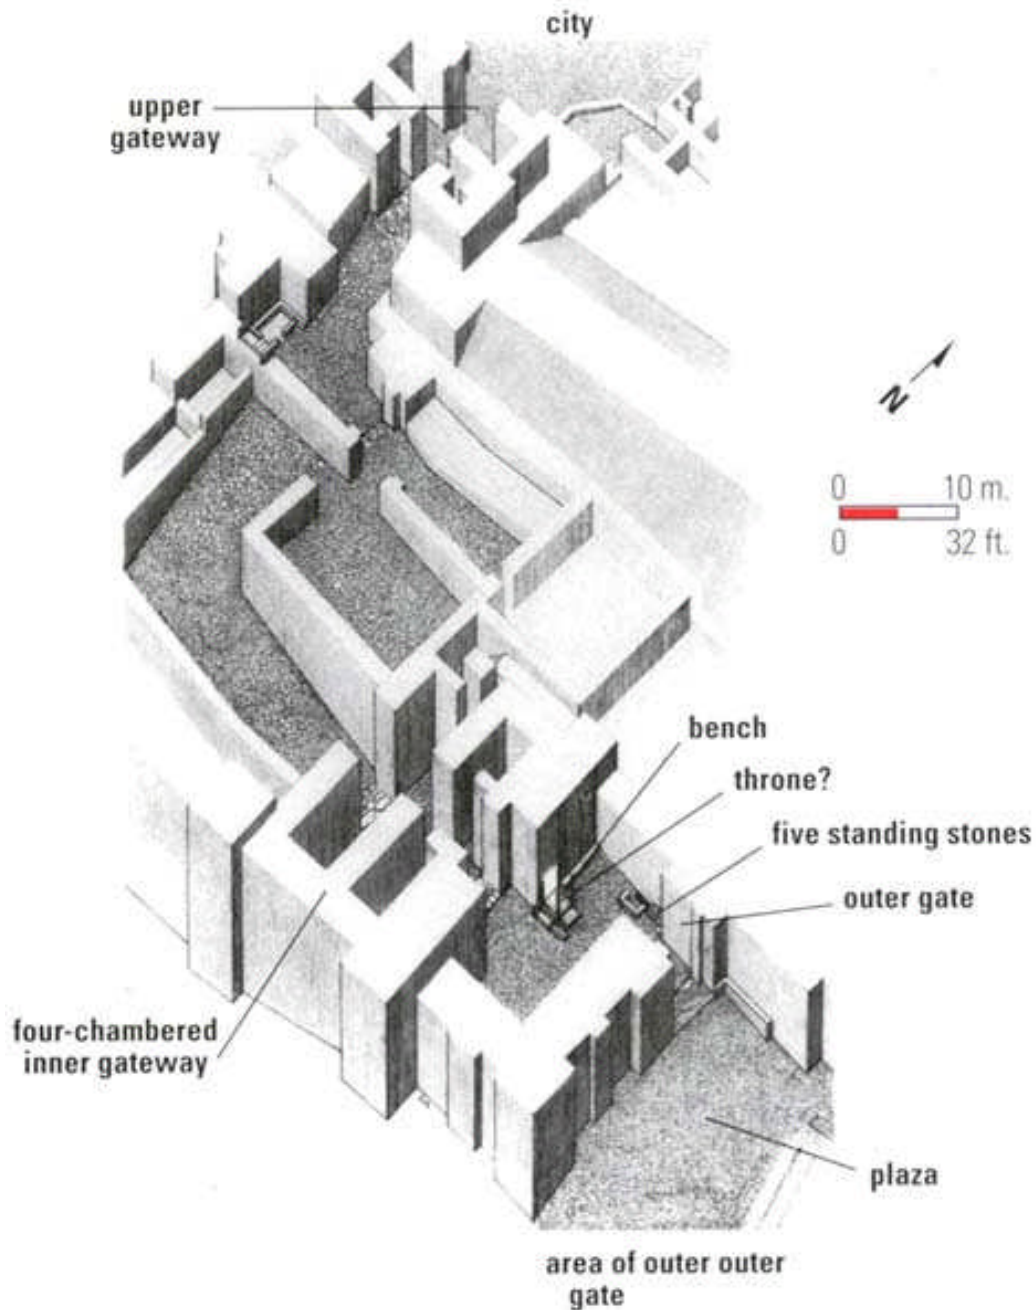 city
upper
gateway
N
0 10 m.
0 32 ft.
bench
throne?
five standing stones
outer gate
four-chambered
inner gateway
plaza
area of outer outer
gate